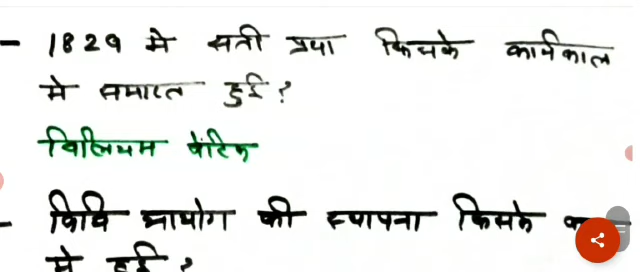 - 1829 मे सती प्रथा किसके कार्यकाल
मे समाप्त हुई ?
विलियम बेंटिक
- विधि आयोग की स्थापना किसके
मे हुई ?